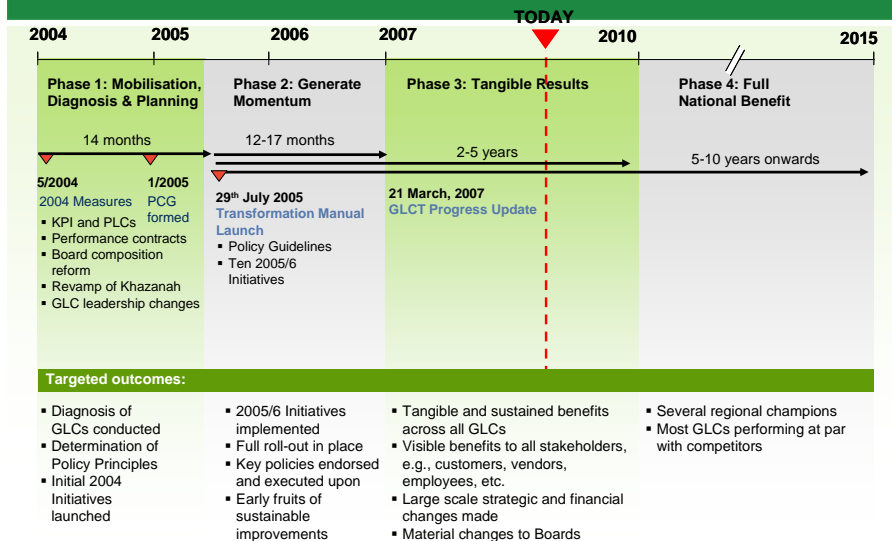 TODAY
2004
2005
2006
2007
2010
2015
Phase 1: Mobilisation,
Diagnosis & Planning
Phase 2: Generate
Momentum
Phase 3: Tangible Results
Phase 4: Full
National Benefit
14 months
12-17 months
2-5 years
5-10 years onwards
5/2004
2004 Measures
▪ KPI and PLCs
▪ Performance contracts
▪ Board composition
reform
▪ Revamp of Khazanah
▪ GLC leadership changes
1/2005
PCG
formed
29th July 2005
Transformation Manual
Launch
▪ Policy Guidelines
▪ Ten 2005/6
Initiatives
21 March, 2007
GLCT Progress Update
Targeted outcomes:
▪ Diagnosis of
GLCs conducted
▪ Determination of
Policy Principles
▪ Initial 2004
Initiatives
launched
▪ 2005/6 Initiatives
implemented
▪ Full roll-out in place
▪ Key policies endorsed
and executed upon
▪ Early fruits of
sustainable
improvements
▪ Tangible and sustained benefits
across all GLCs
▪ Visible benefits to all stakeholders,
e.g., customers, vendors,
employees, etc.
▪ Large scale strategic and financial
changes made
▪ Material changes to Boards
▪ Several regional champions
▪ Most GLCs performing at par
with competitors